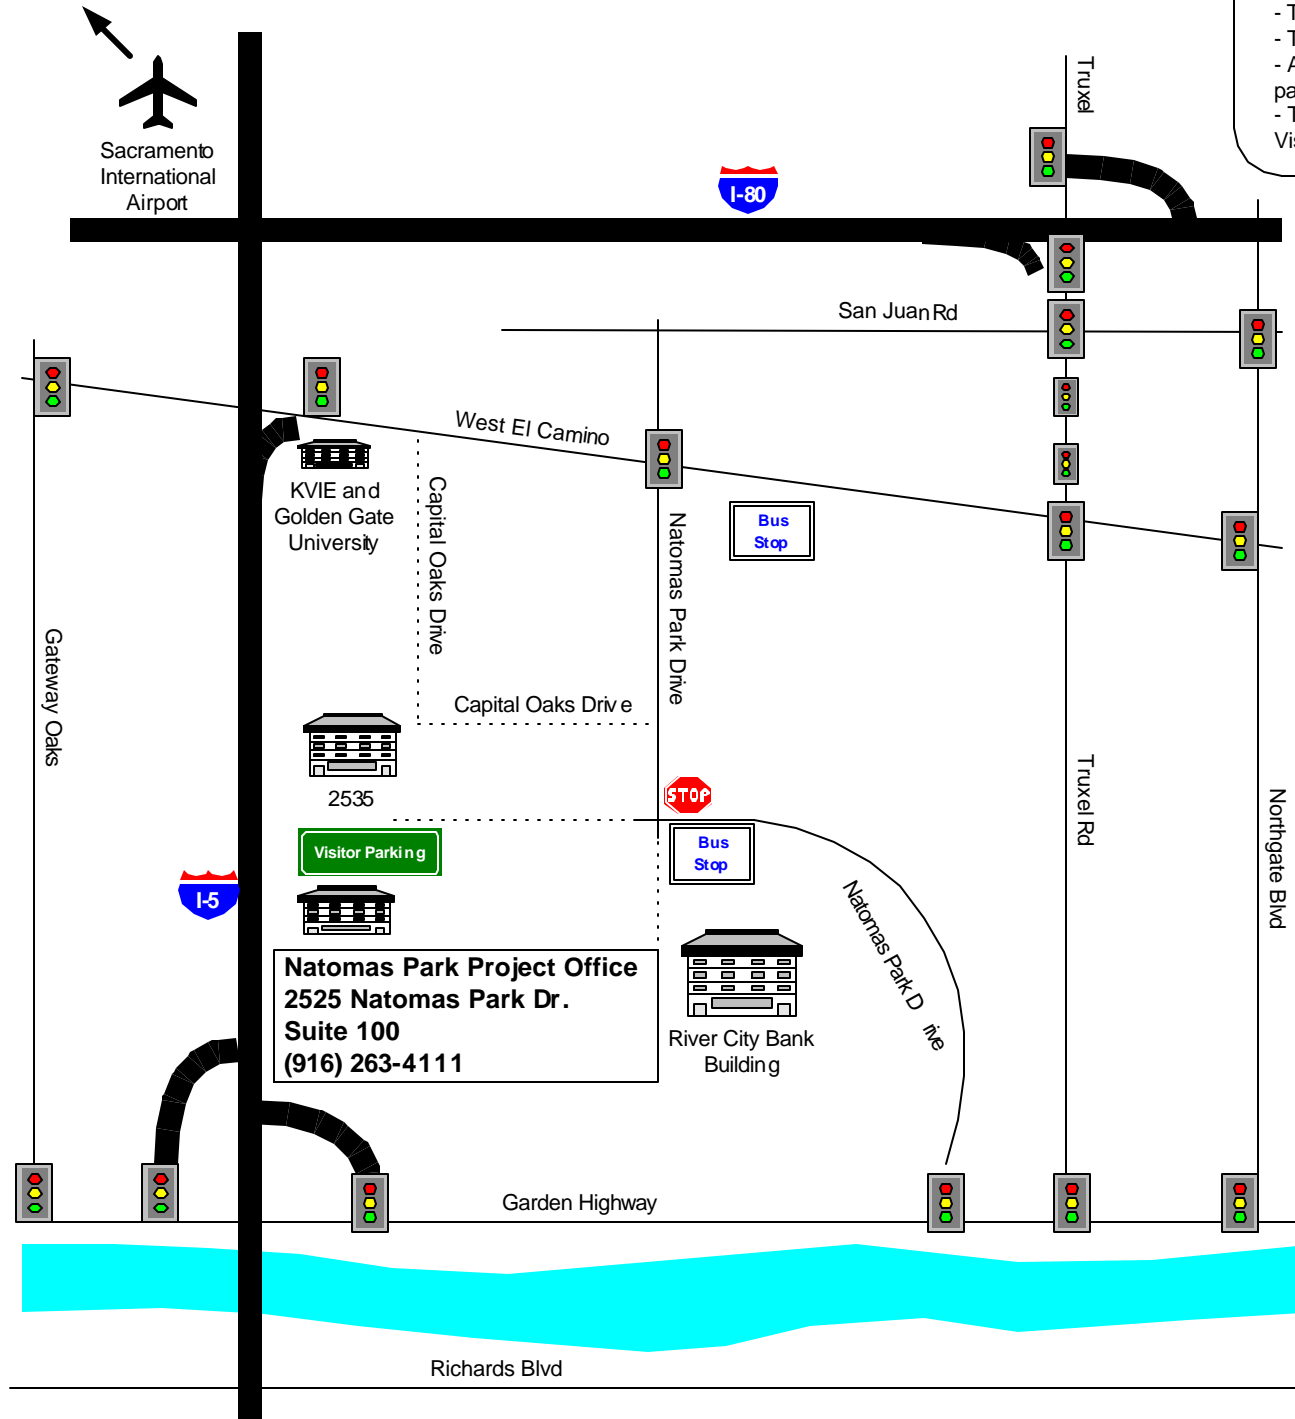 - T
- T
- A
pa
- T
Vis
Truxel
Sacramento
International
Airport
I-80
San Juan Rd
West El Camino
KVIE and
Golden Gate
University
Capital Oaks Drive
Natomas Park Drive
Bus
Stop
Gateway Oaks
Capital Oaks Drive
2535
STOP
Truxel Rd
Northgate Blvd
Visitor Parking
Bus
Stop
I-5
Natomas Park Drive
Natomas Park Project Office
2525 Natomas Park Dr.
Suite 100
(916) 263-4111
River City Bank
Building
Garden Highway
Richards Blvd